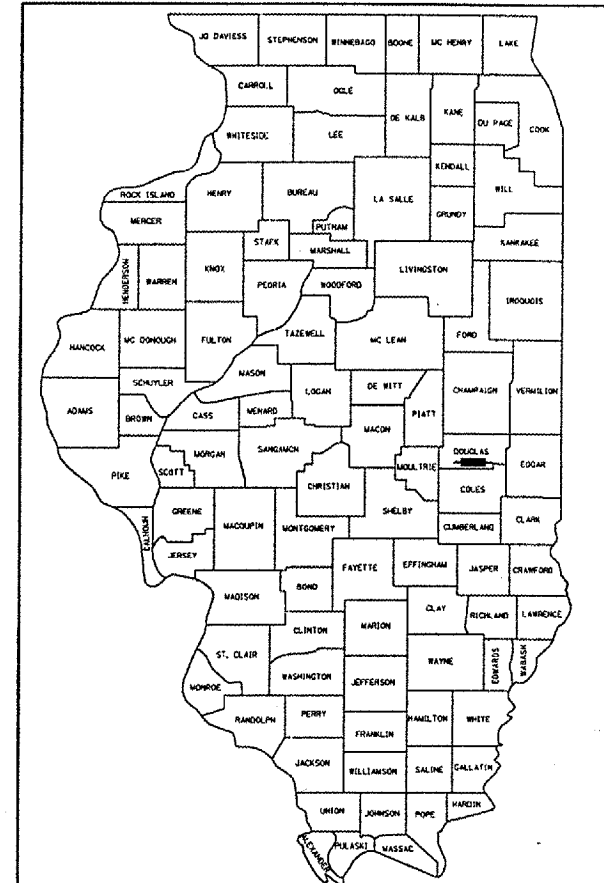 JO DAVIESS
STEPHENSON
WINNEBAGO
BOONE
MC HENRY
LAKE
CARROLL
OGLE
DE KALB
KANE
DU PAGE
COOK
WHITESIDE
LEE
KENDALL
WILL
ROCK ISLAND
HENRY
BUREAU
LA SALLE
GRUNDY
MERCER
PUTNAM
STARK
MARSHALL
KANKAKEE
HENDERSON
WARREN
KNOX
PEORIA
WOODFORD
LIVINGSTON
IROQUOIS
HANCOCK
MC DONOUGH
FULTON
TAZEWELL
MC LEAN
FORD
MASON
SCHUYLER
LOGAN
DE WITT
CHAMPAIGN
VERMILION
ADAMS
BROWN
CASS
MENARD
PIATT
MACON
MORGAN
SANGAMON
DOUGLAS
PIKE
SCOTT
MOULTRIE
EDGAR
CHRISTIAN
COLES
GREENE
MACOUPIN
MONTGOMERY
SHELBY
CUMBERLAND
CLARK
CALHOUN
JERSEY
FAYETTE
EFFINGHAM
JASPER
CRAWFORD
MADISON
BOND
CLAY
RICHLAND
LAWRENCE
CLINTON
MARION
ST. CLAIR
WAYNE
EDWARDS
WABASH
WASHINGTON
JEFFERSON
MONROE
RANDOLPH
PERRY
HAMILTON
WHITE
FRANKLIN
JACKSON
WILLIAMSON
SALINE
GALLATIN
UNION
JOHNSON
POPE
HARDIN
ALEXANDER
PULASKI
MASSAC